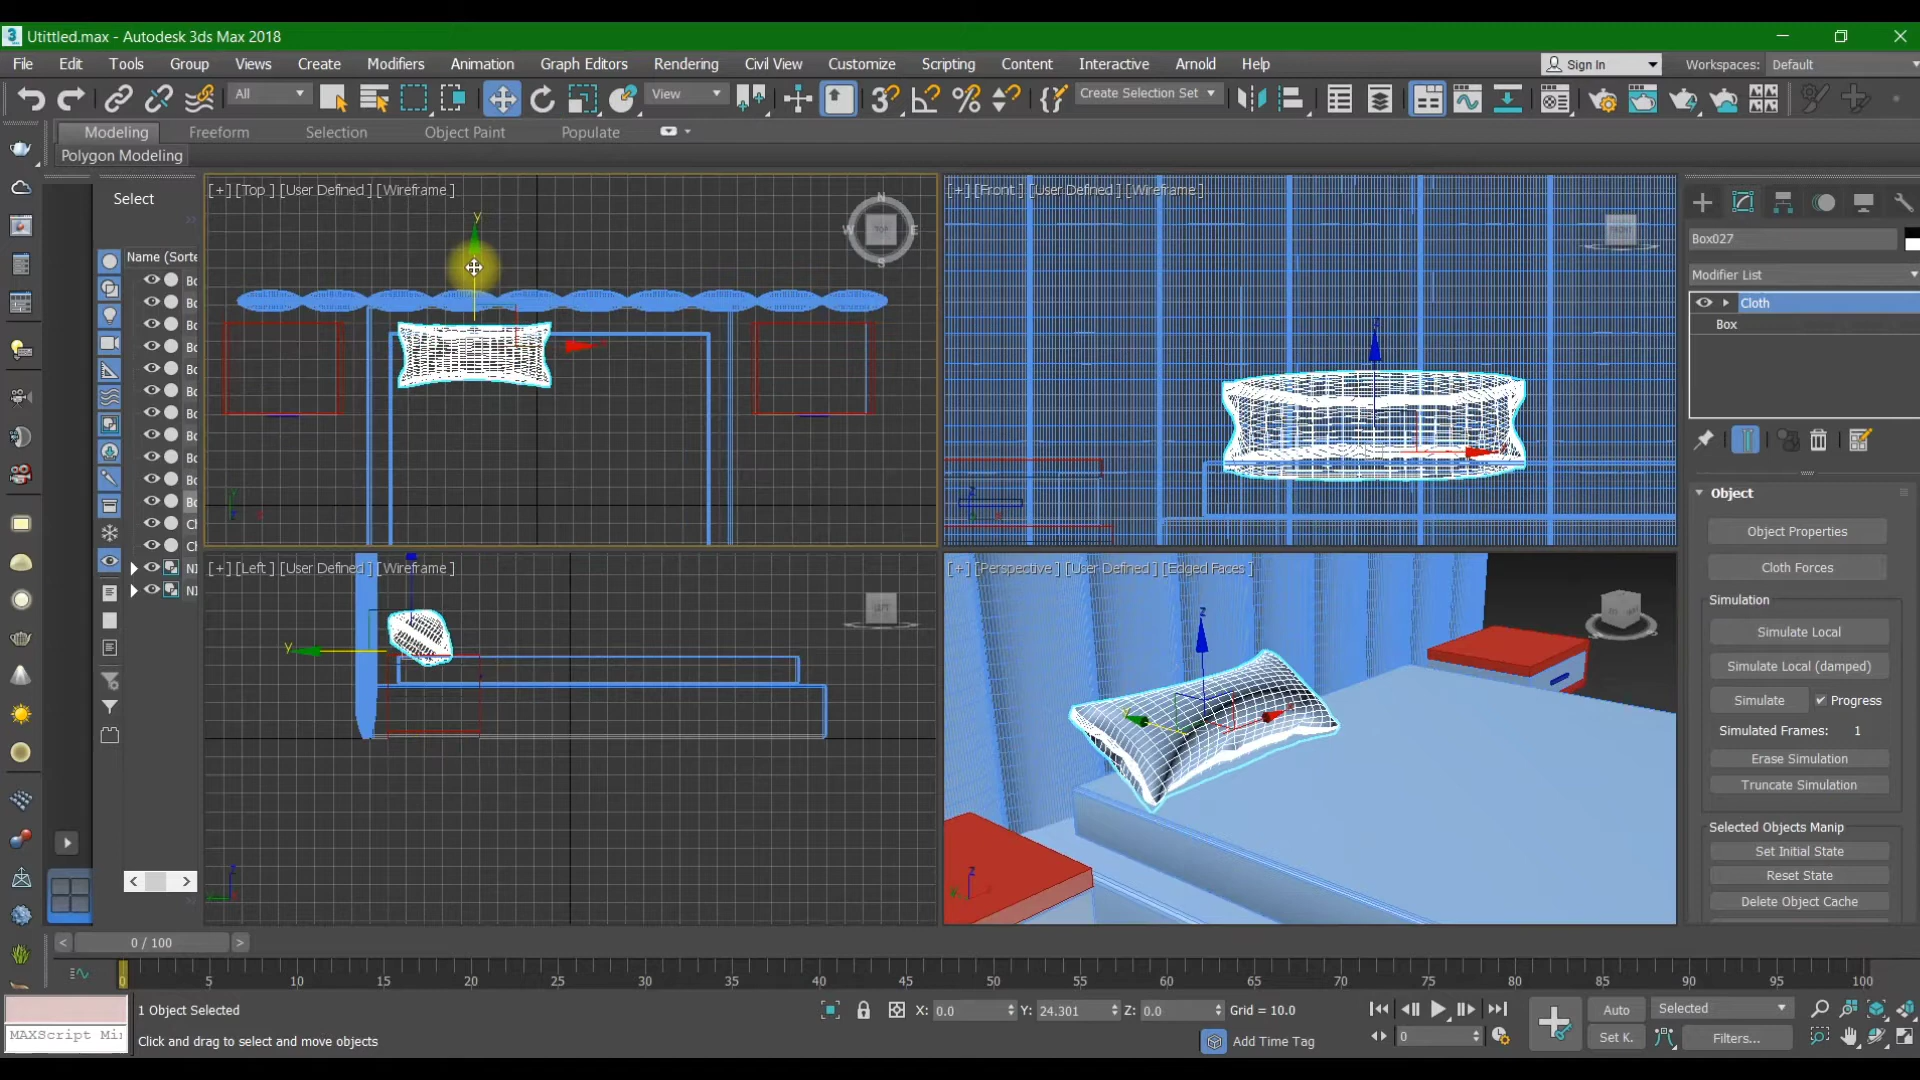 Utittled.max - Autodesk 3ds Max 2018
File Edit Tools Group Views Create Modifiers Animation Graph Editors Rendering Civil View Customize Scripting Content Interactive Arnold Help Sign In Workspaces: Default
All View Create Selection Set
Modeling Freeform Selection Object Paint Populate
Polygon Modeling
Select
Name (Sorte
[+] [Top ] [User Defined ] [Wireframe ]
N
W TOP E
S
y
[+] [Front ] [User Defined ] [Wireframe ]
FRONT
z
[+] [Left ] [User Defined ] [Wireframe ]
LEFT
y
[+] [Perspective ] [User Defined ] [Edged Faces ]
z
Box027
Modifier List
Cloth
Box
Object
Object Properties
Cloth Forces
Simulation
Simulate Local
Simulate Local (damped)
Simulate Progress
Simulated Frames: 1
Erase Simulation
Truncate Simulation
Selected Objects Manip
Set Initial State
Reset State
Delete Object Cache
< 0 / 100 >
0 5 10 15 20 25 30 35 40 45 50 55 60 65 70 75 80 85 90 95 100
1 Object Selected X: 0.0 Y: 24.301 Z: 0.0 Grid = 10.0 Auto Selected
MAXScript Mi
Click and drag to select and move objects Add Time Tag 0 Set K. Filters...